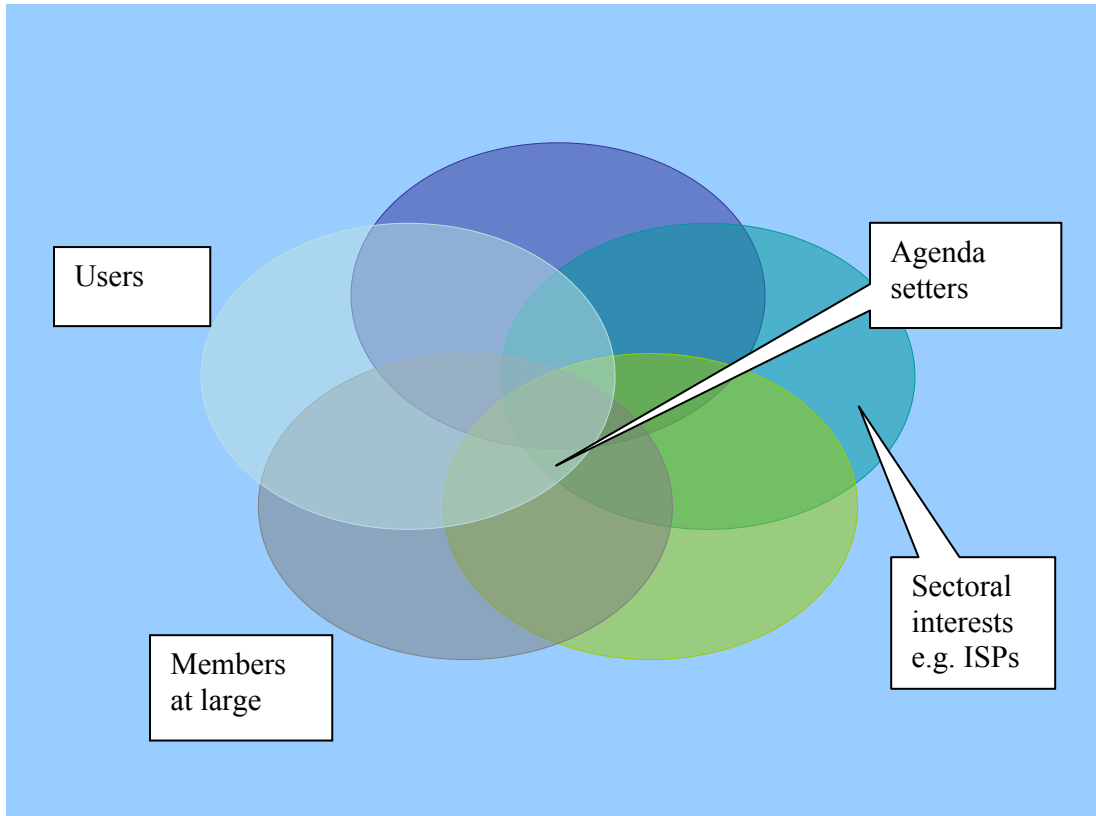 Users
Agenda
setters
Sectoral
interests
e.g. ISPs
Members
at large